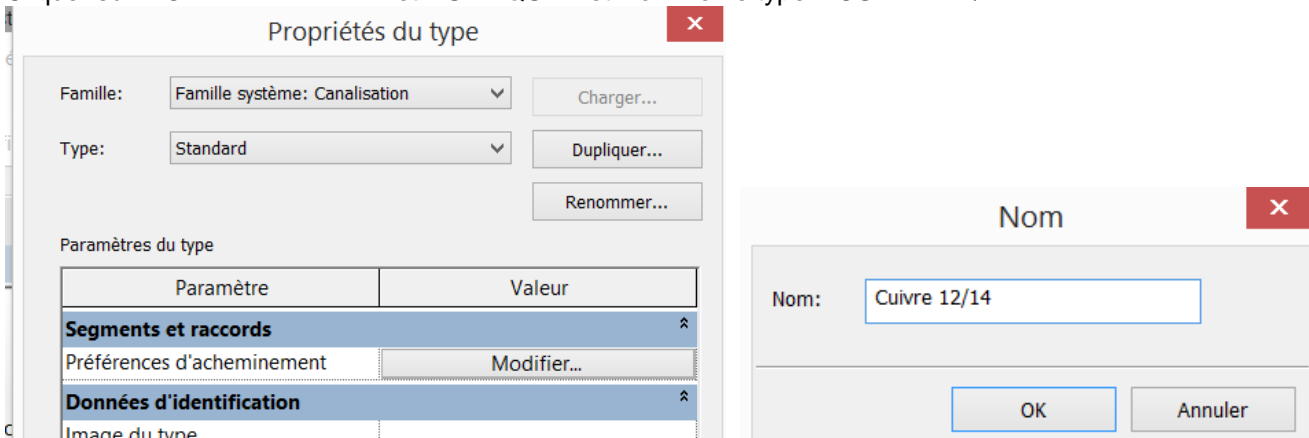 Propriétés du type
Famille: Famille système: Canalisation Charger...
Type: Standard Dupliquer...
Renommer...
Paramètres du type
Paramètre Valeur
Segments et raccords
Préférences d'acheminement Modifier...
Données d'identification
Image du type
Nom
Nom: Cuivre 12/14
OK Annuler